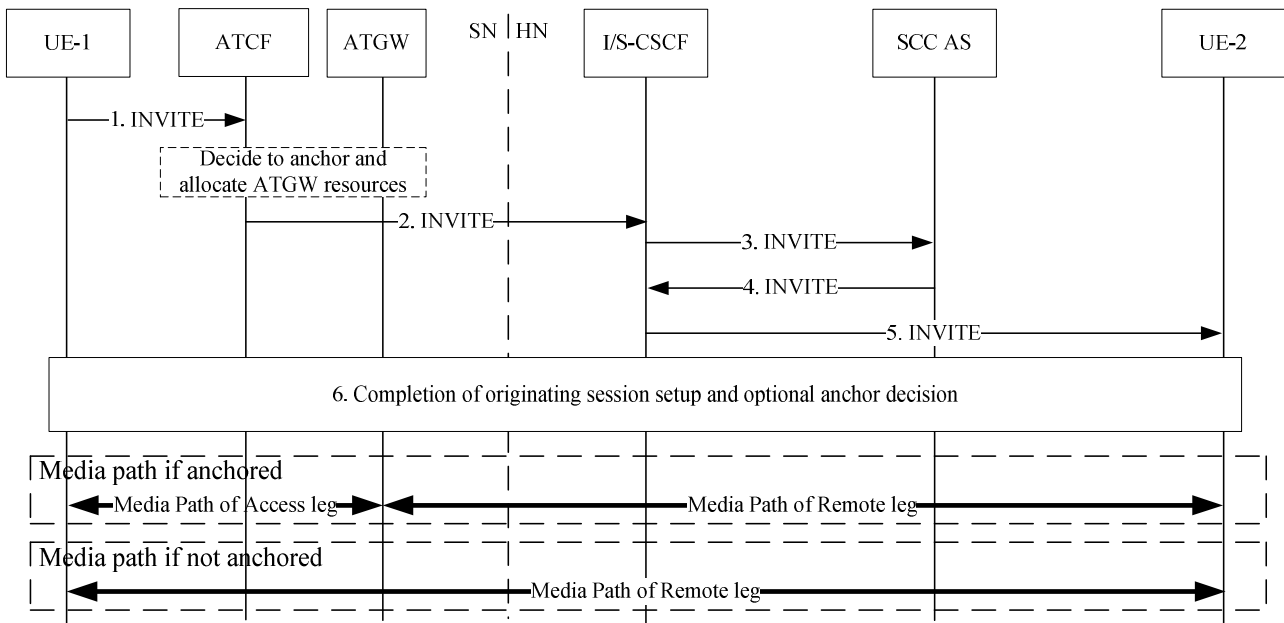 UE-1
ATCF
ATGW
SN
HN
I/S-CSCF
SCC AS
UE-2
1. INVITE
Decide to anchor and
allocate ATGW resources
2. INVITE
3. INVITE
4. INVITE
5. INVITE
6. Completion of originating session setup and optional anchor decision
Media path if anchored
Media Path of Access leg
Media Path of Remote leg
Media path if not anchored
Media Path of Remote leg